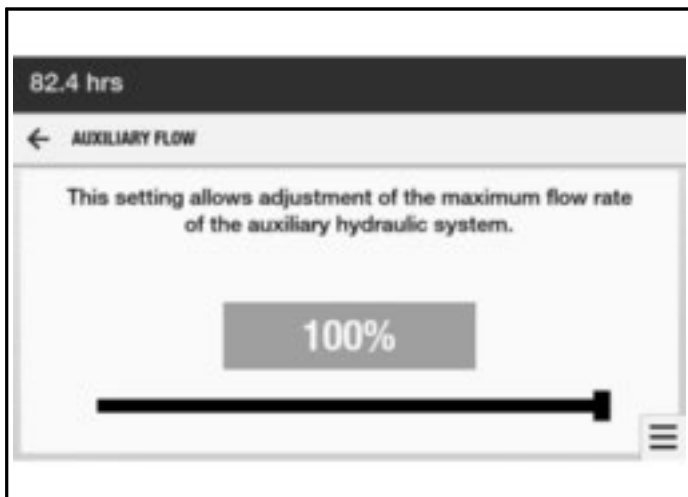 82.4 hrs
AUXILIARY FLOW
This setting allows adjustment of the maximum flow rate
of the auxiliary hydraulic system.
100%